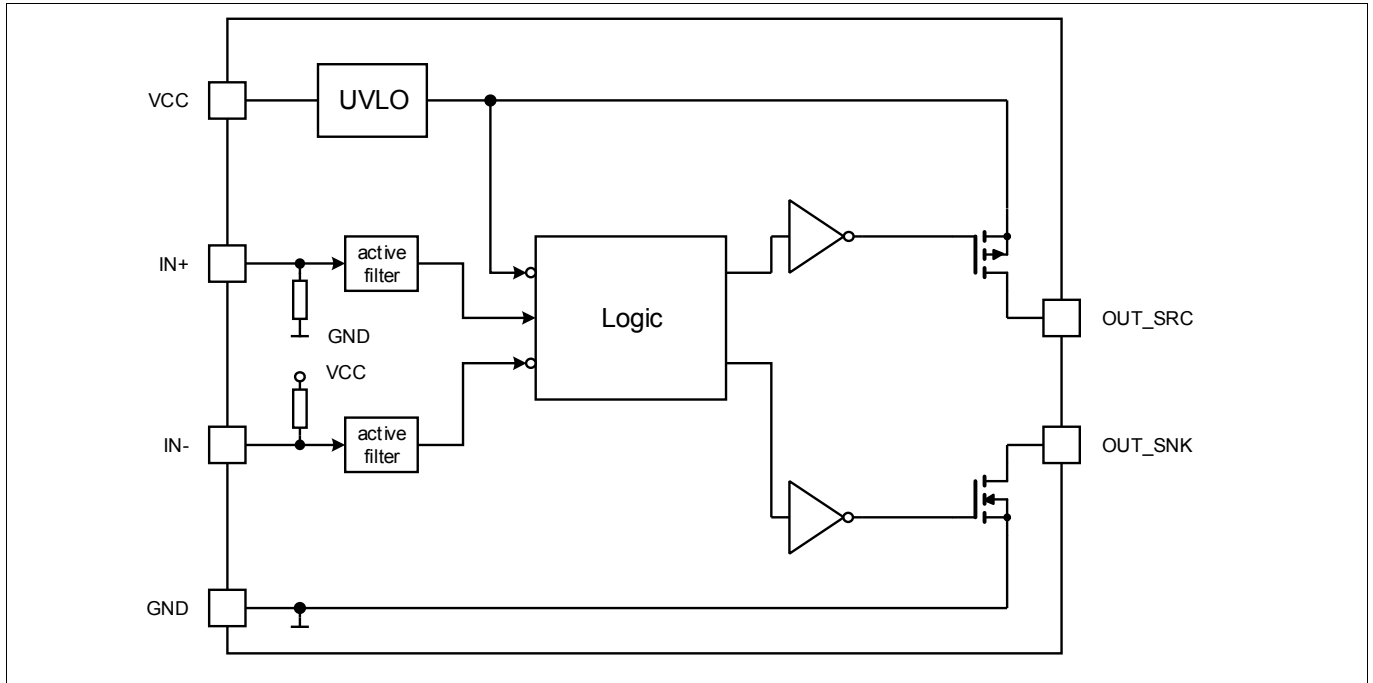 VCC
UVLO
IN+
active
filter
GND
Logic
OUT_SRC
VCC
IN-
active
filter
OUT_SNK
GND